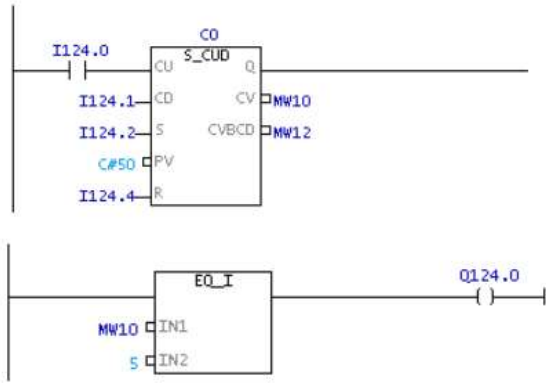 C0
I124.0 S_CUD
CU Q
I124.1 CD CV MW10
I124.2 S CVBCD MW12
C#50 PV
I124.4 R
EQ_I Q124.0
MW10 IN1
5 IN2